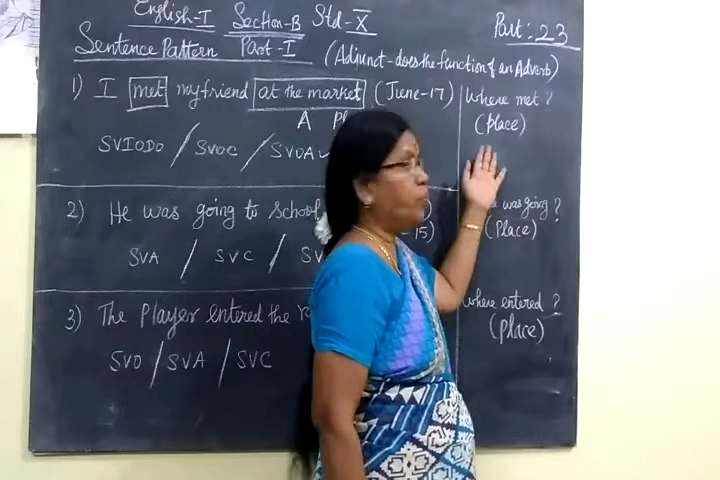 English-I Section-B Std-X
Part: 23
Sentence Pattern Part-I (Adjunct-does the function of an Adverb)
1) I met my friend at the market (June-17) Where met?
A Pl
(place)
SVIODO / SVOC / SVOA ✓
2) He was going to school was going?
15) (Place)
SVA / SVC / SV
3) The Player entered the Where entered?
(place)
SVO / SVA / SVC